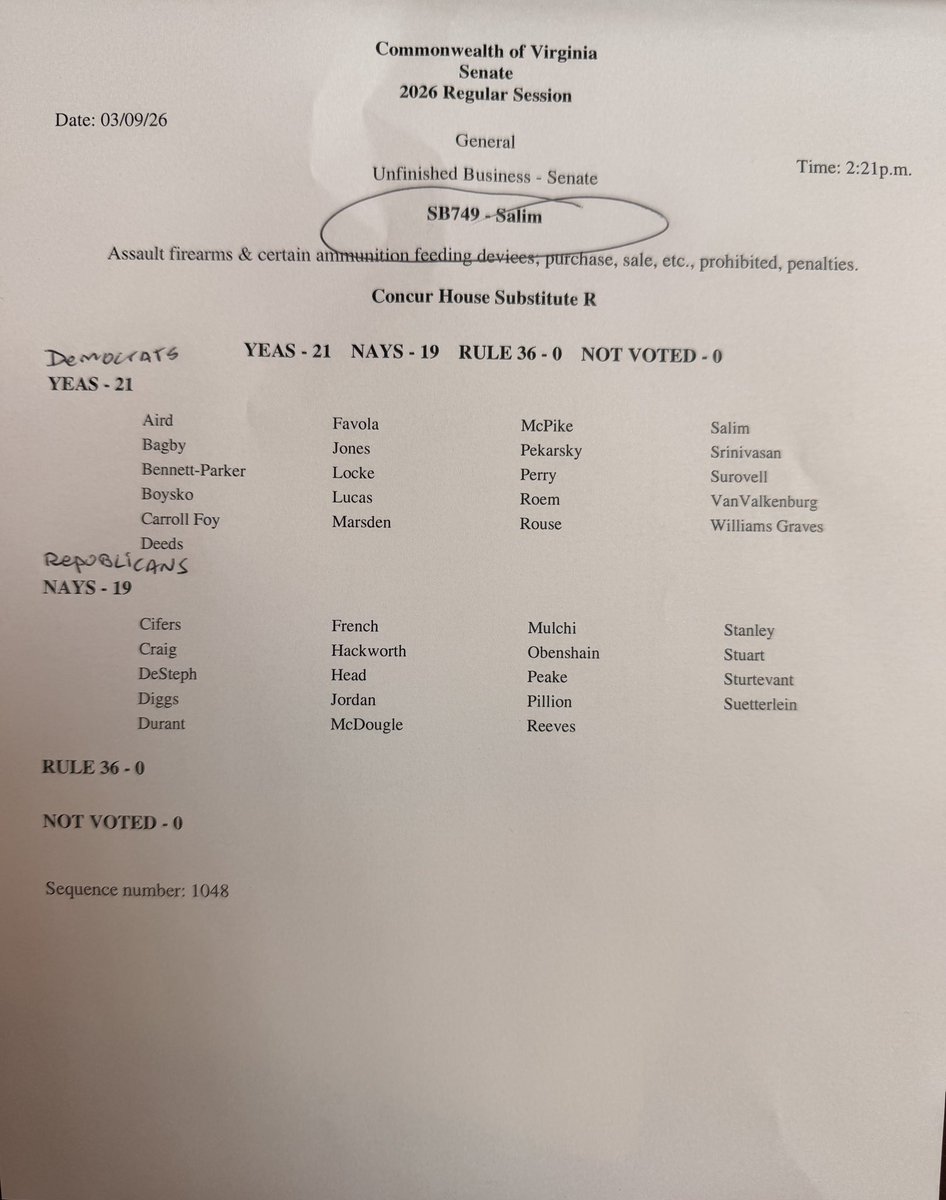 Commonwealth of Virginia
Senate
2026 Regular Session
Date: 03/09/26
General
Time: 2:21p.m.
Unfinished Business - Senate
SB749 - Salim
Assault firearms & certain ammunition feeding devices; purchase, sale, etc., prohibited, penalties.
Concur House Substitute R
DEMOCRATS
YEAS - 21 NAYS - 19 RULE 36 - 0 NOT VOTED - 0
YEAS - 21
Aird Favola McPike Salim
Bagby Jones Pekarsky Srinivasan
Bennett-Parker Locke Perry Surovell
Boysko Lucas Roem VanValkenburg
Carroll Foy Marsden Rouse Williams Graves
Deeds
RePUBLiCANS
NAYS - 19
Cifers French Mulchi Stanley
Craig Hackworth Obenshain Stuart
DeSteph Head Peake Sturtevant
Diggs Jordan Pillion Suetterlein
Durant McDougle Reeves
RULE 36 - 0
NOT VOTED - 0
Sequence number: 1048